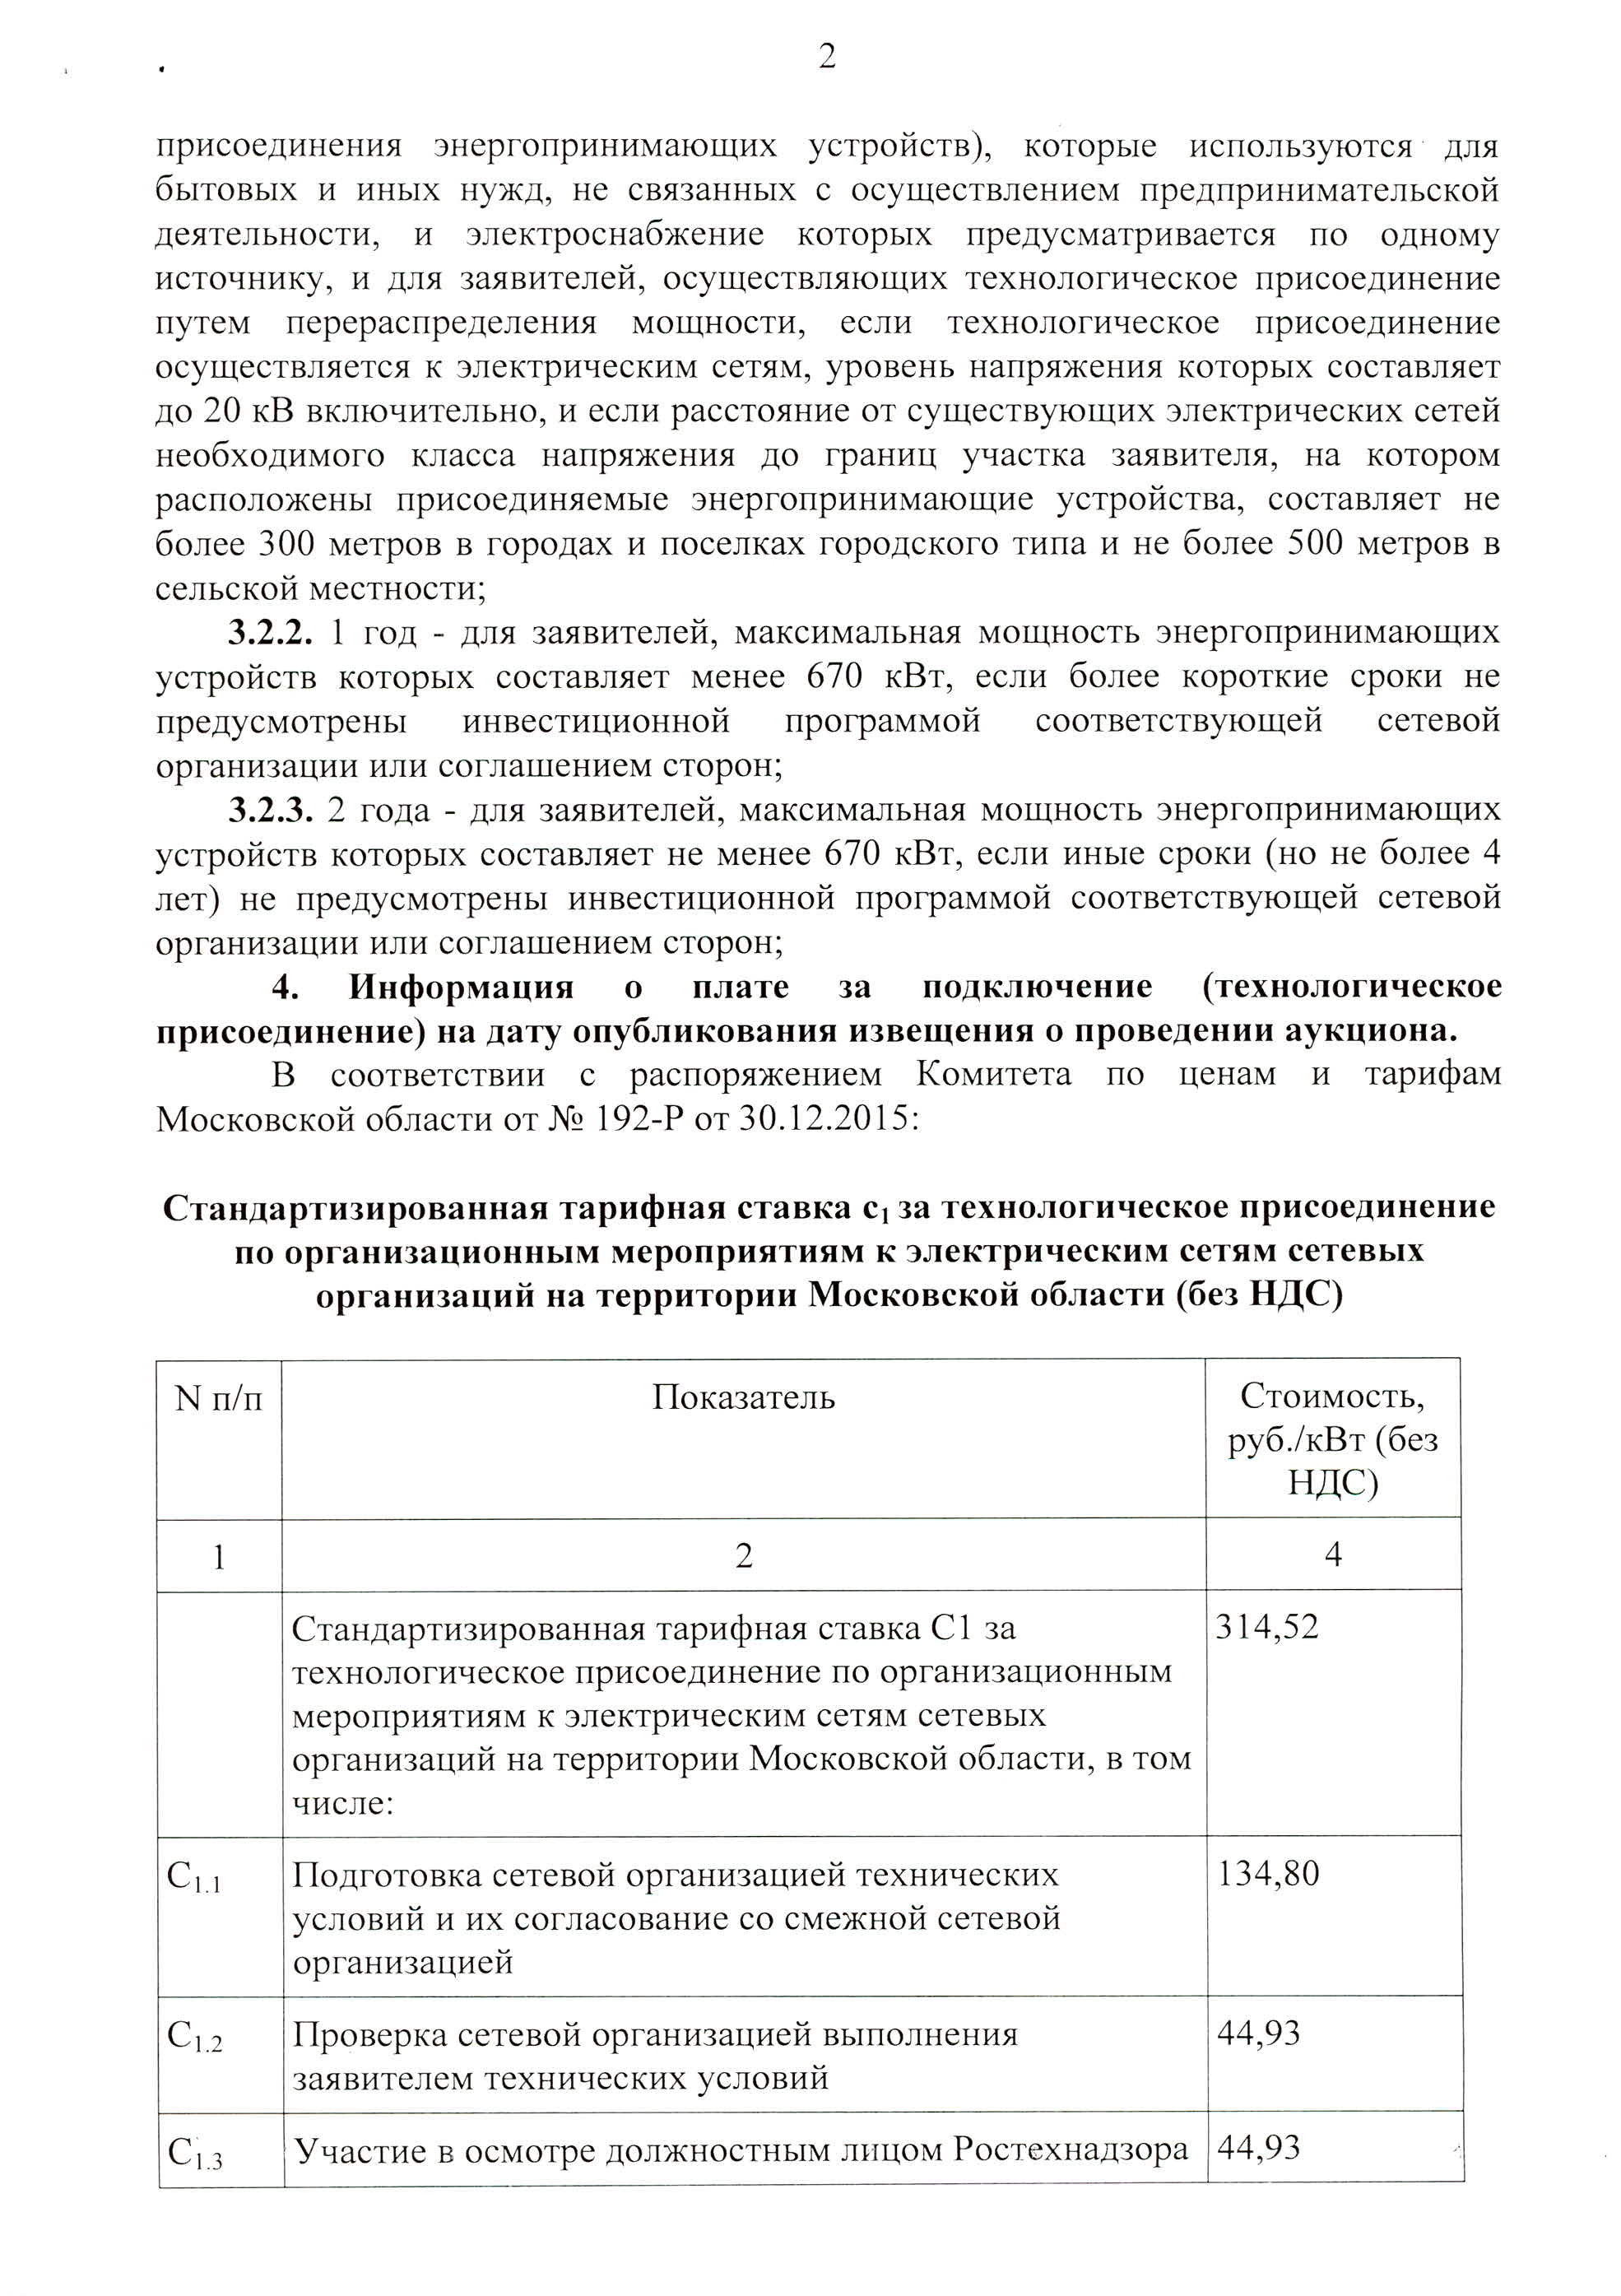 2
присоединения энергопринимающих устройств), которые используются для
бытовых и иных нужд, не связанных с осуществлением предпринимательской
деятельности, и электроснабжение которых предусматривается по одному
источнику, и для заявителей, осуществляющих технологическое присоединение
путем перераспределения мощности, если технологическое присоединение
осуществляется к электрическим сетям, уровень напряжения которых составляет
до 20 кВ включительно, и если расстояние от существующих электрических сетей
необходимого класса напряжения до границ участка заявителя, на котором
расположены присоединяемые энергопринимающие устройства, составляет не
более 300 метров в городах и поселках городского типа и не более 500 метров в
сельской местности;
3.2.2. 1 год - для заявителей, максимальная мощность энергопринимающих
устройств которых составляет менее 670 кВт, если более короткие сроки не
предусмотрены инвестиционной программой соответствующей сетевой
организации или соглашением сторон;
3.2.3. 2 года - для заявителей, максимальная мощность энергопринимающих
устройств которых составляет не менее 670 кВт, если иные сроки (но не более 4
лет) не предусмотрены инвестиционной программой соответствующей сетевой
организации или соглашением сторон;
4. Информация о плате за подключение (технологическое
присоединение) на дату опубликования извещения о проведении аукциона.
В соответствии с распоряжением Комитета по ценам и тарифам
Московской области от № 192-Р от 30.12.2015:
Стандартизированная тарифная ставка с1 за технологическое присоединение
по организационным мероприятиям к электрическим сетям сетевых
организаций на территории Московской области (без НДС)
N п/п Показатель Стоимость,
руб./кВт (без
НДС)
1 2 4
Стандартизированная тарифная ставка С1 за 314,52
технологическое присоединение по организационным
мероприятиям к электрическим сетям сетевых
организаций на территории Московской области, в том
числе:
С1.1 Подготовка сетевой организацией технических 134,80
условий и их согласование со смежной сетевой
организацией
С1.2 Проверка сетевой организацией выполнения 44,93
заявителем технических условий
С1.3 Участие в осмотре должностным лицом Ростехнадзора 44,93